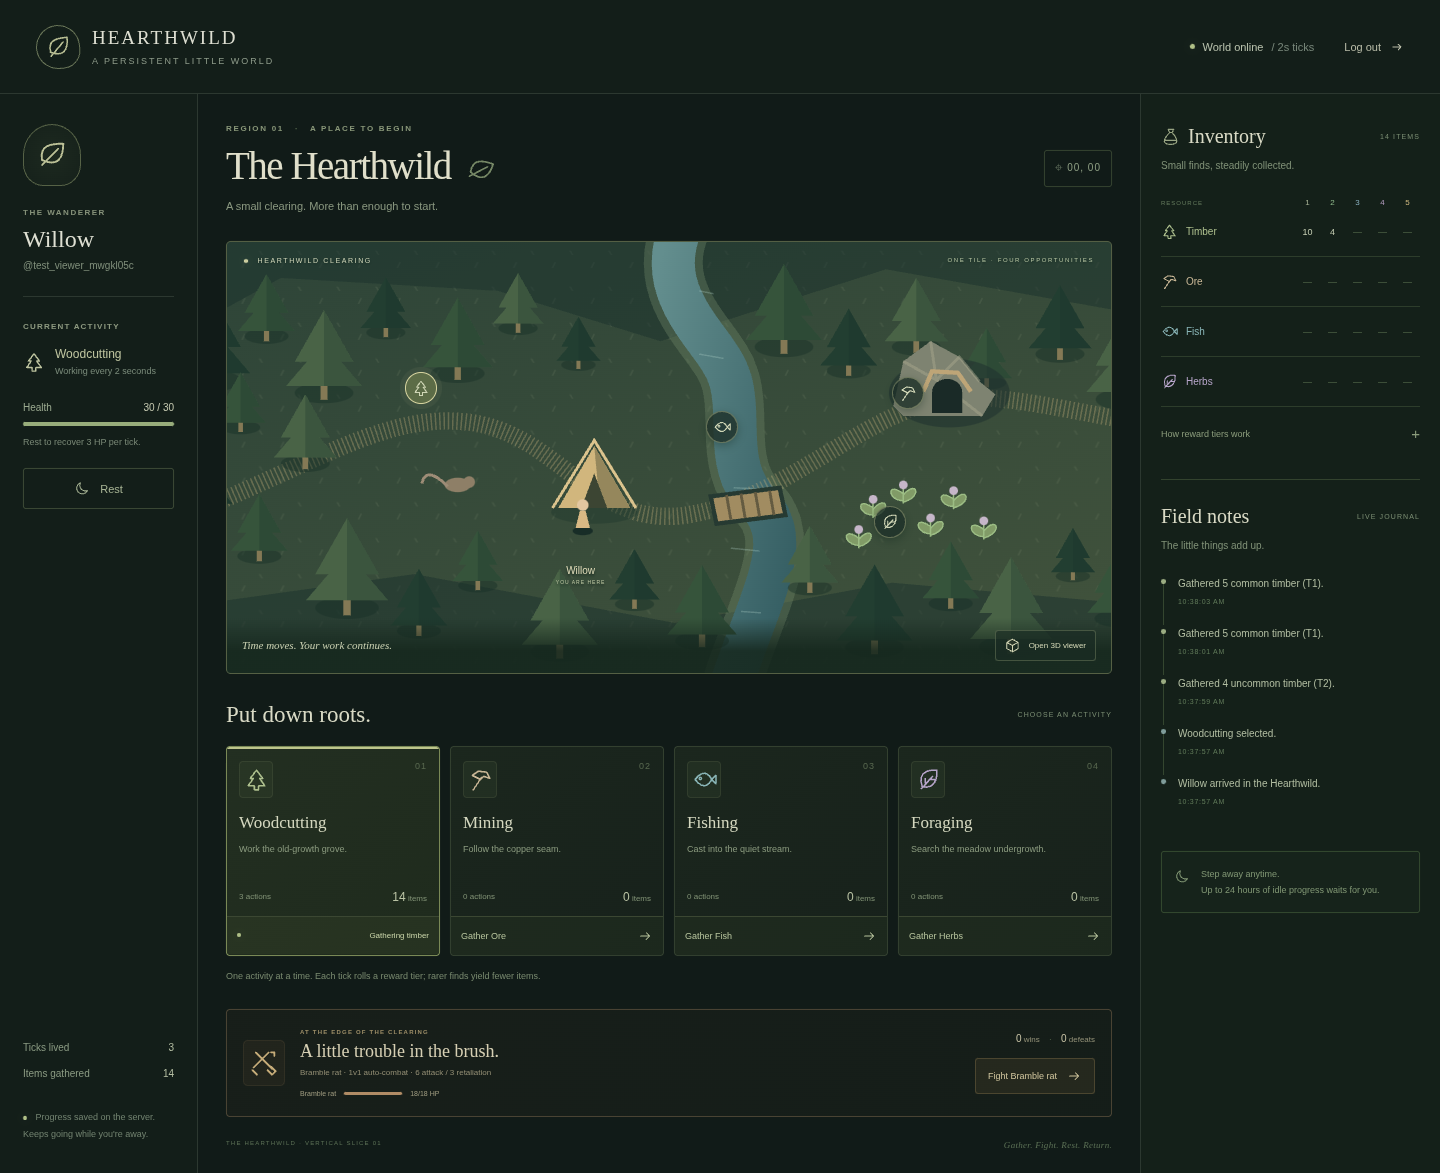 HEARTHWILD
A PERSISTENT LITTLE WORLD
World online / 2s ticks
Log out
THE WANDERER
Willow
@test_viewer_mwgkl05c
CURRENT ACTIVITY
Woodcutting
Working every 2 seconds
Health 30 / 30
Rest to recover 3 HP per tick.
Rest
Ticks lived 3
Items gathered 14
Progress saved on the server.
Keeps going while you're away.
REGION 01 · A PLACE TO BEGIN
The Hearthwild
00, 00
A small clearing. More than enough to start.
HEARTHWILD CLEARING
ONE TILE · FOUR OPPORTUNITIES
Willow
YOU ARE HERE
Time moves. Your work continues.
Open 3D viewer
Put down roots.
CHOOSE AN ACTIVITY
01
Woodcutting
Work the old-growth grove.
3 actions 14 items
Gathering timber
02
Mining
Follow the copper seam.
0 actions 0 items
Gather Ore
03
Fishing
Cast into the quiet stream.
0 actions 0 items
Gather Fish
04
Foraging
Search the meadow undergrowth.
0 actions 0 items
Gather Herbs
One activity at a time. Each tick rolls a reward tier; rarer finds yield fewer items.
AT THE EDGE OF THE CLEARING
A little trouble in the brush.
Bramble rat · 1v1 auto-combat · 6 attack / 3 retaliation
Bramble rat 18/18 HP
0 wins · 0 defeats
Fight Bramble rat
THE HEARTHWILD · VERTICAL SLICE 01
Gather. Fight. Rest. Return.
Inventory
14 ITEMS
Small finds, steadily collected.
RESOURCE 1 2 3 4 5
Timber 10 4 — — —
Ore — — — — —
Fish — — — — —
Herbs — — — — —
How reward tiers work +
Field notes
LIVE JOURNAL
The little things add up.
Gathered 5 common timber (T1).
10:38:03 AM
Gathered 5 common timber (T1).
10:38:01 AM
Gathered 4 uncommon timber (T2).
10:37:59 AM
Woodcutting selected.
10:37:57 AM
Willow arrived in the Hearthwild.
10:37:57 AM
Step away anytime.
Up to 24 hours of idle progress waits for you.